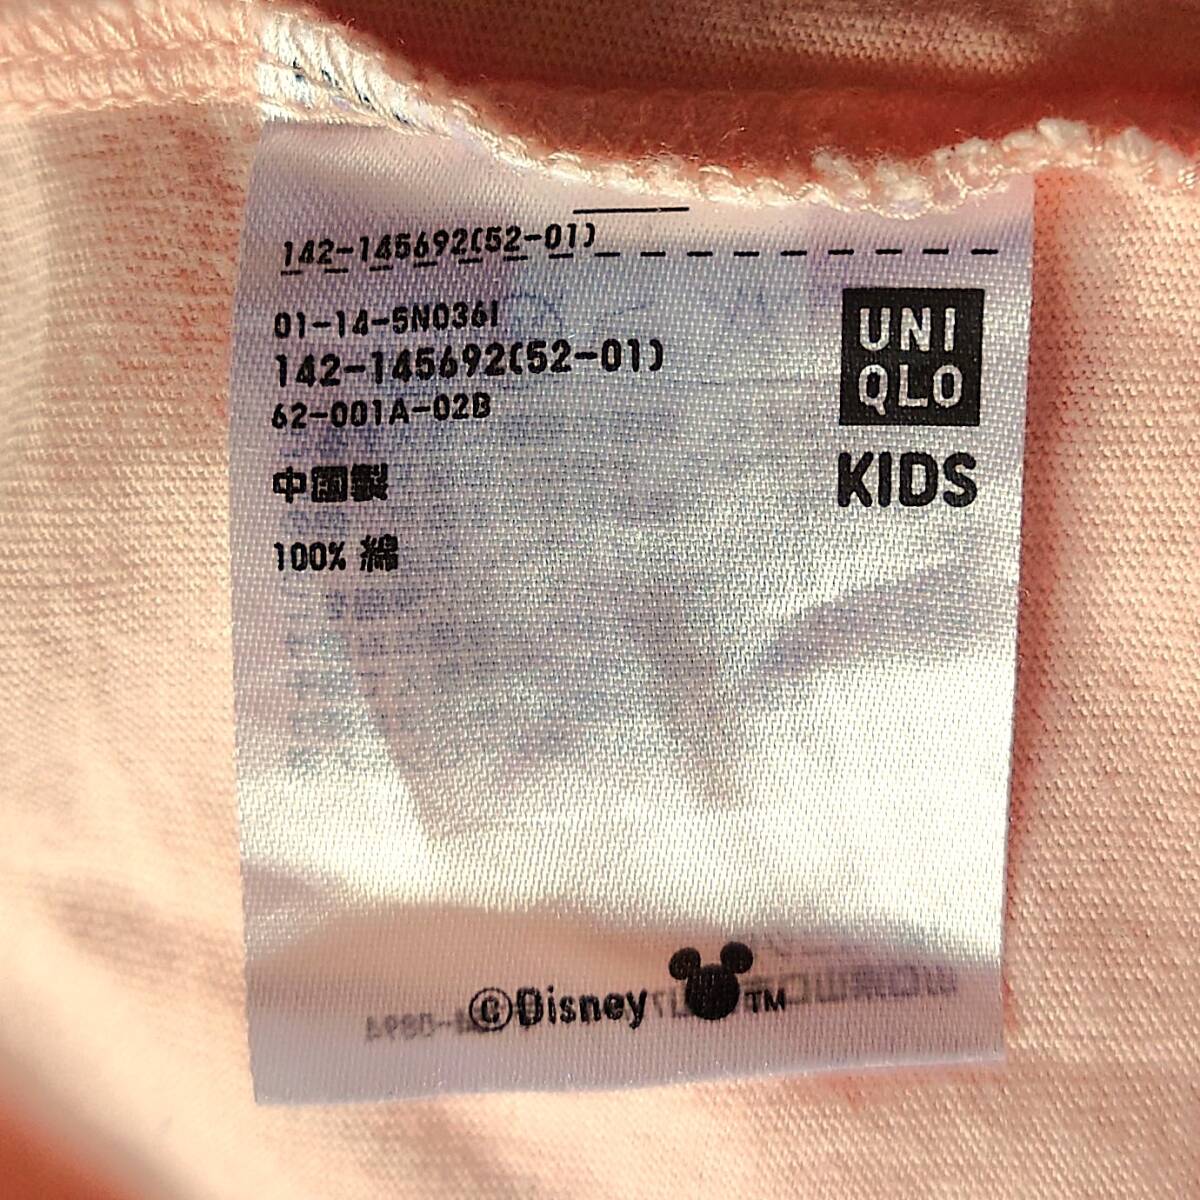 142-145692(52-01)
01-14-5N036I
142-145692(52-01)
62-001A-02B
中国製
100% 綿
UNI
QLO
KIDS
©Disney TM